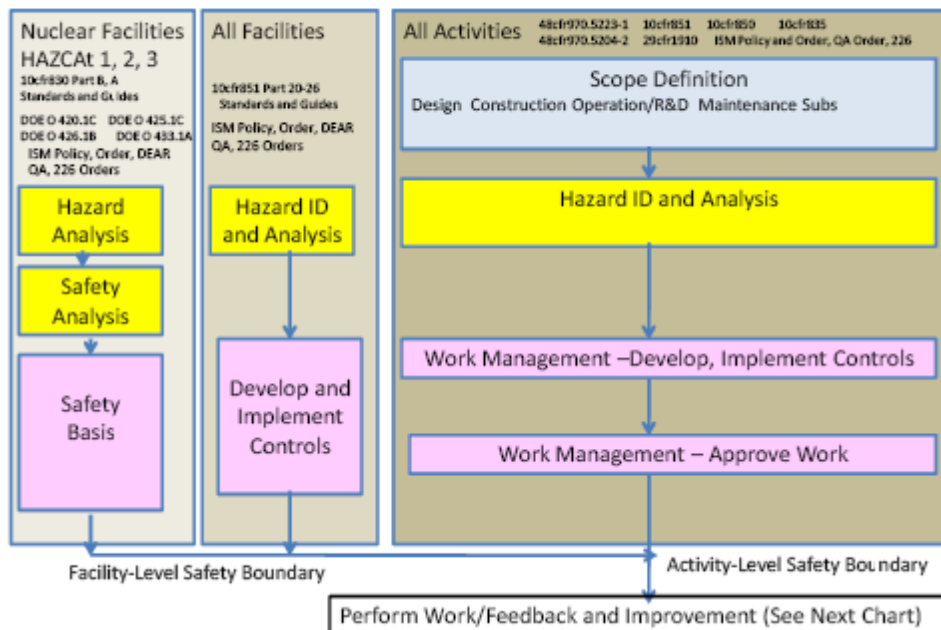 Nuclear Facilities
HAZCAt 1, 2, 3
10cfr830 Part B, A
Standards and Guides
DOE O 420.1C DOE O 425.1C
DOE O 426.1B DOE O 433.1A
ISM Policy, Order, DEAR
QA, 226 Orders
Hazard
Analysis
Safety
Analysis
Safety
Basis
All Facilities
10cfr851 Part 20-26
Standards and Guides
ISM Policy, Order, DEAR
QA, 226 Orders
Hazard ID
and Analysis
Develop and
Implement
Controls
All Activities
48cfr970.5223-1 10cfr851 10cfr850 10cfr835
48cfr970.5204-2 29cfr1910 ISM Policy and Order, QA Order, 226
Scope Definition
Design Construction Operation/R&D Maintenance Subs
Hazard ID and Analysis
Work Management –Develop, Implement Controls
Work Management – Approve Work
Facility-Level Safety Boundary
Activity-Level Safety Boundary
Perform Work/Feedback and Improvement (See Next Chart)